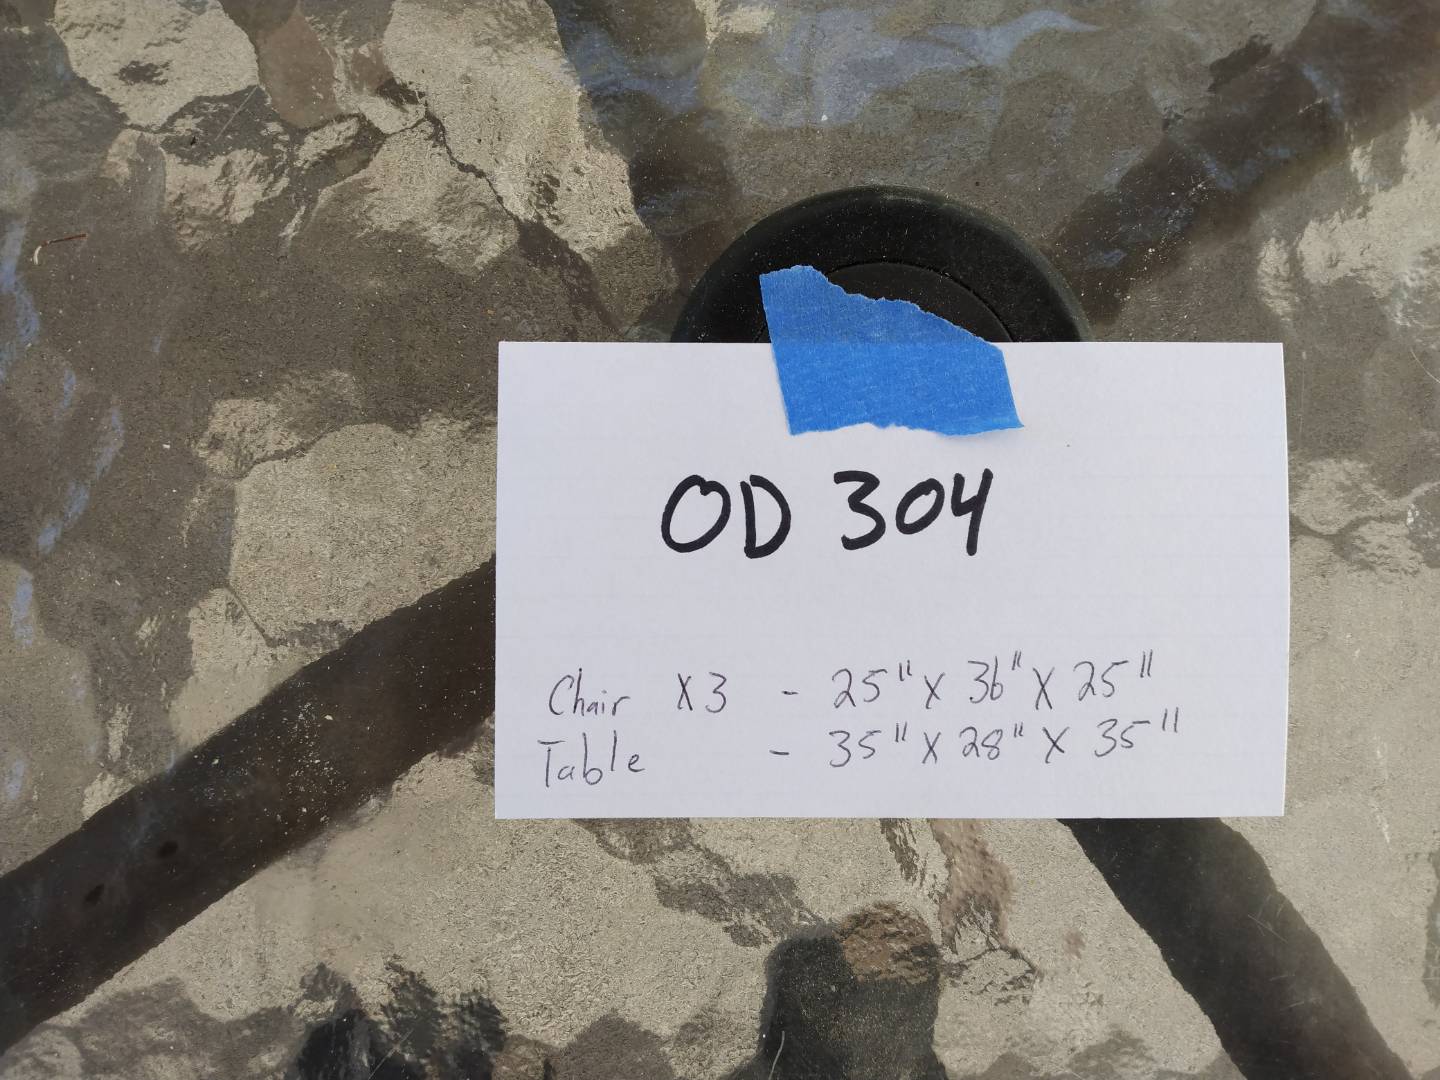 OD 304
Chair X3 - 25" X 36" X 25"
Table - 35" X 28" X 35"